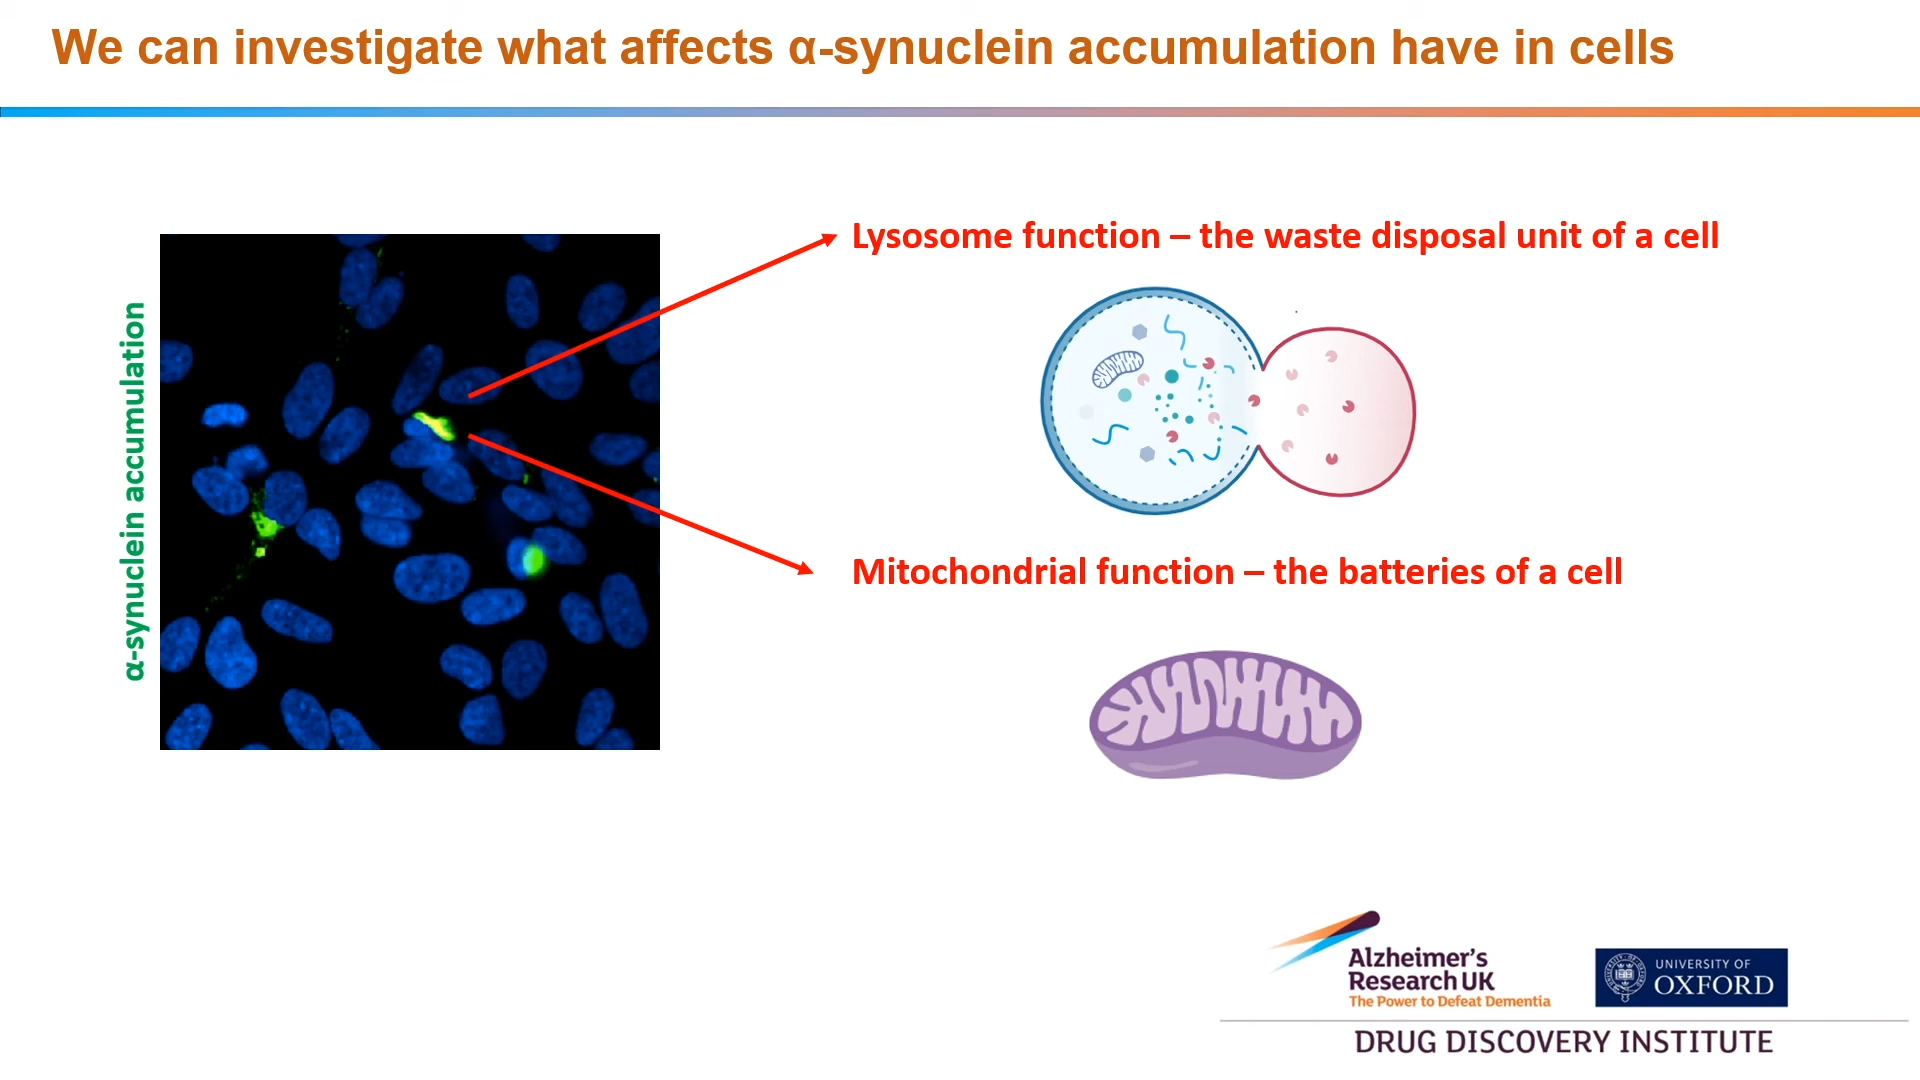 We can investigate what affects α-synuclein accumulation have in cells
α-synuclein accumulation
Lysosome function – the waste disposal unit of a cell
Mitochondrial function – the batteries of a cell
Alzheimer's
Research UK
The Power to Defeat Dementia
UNIVERSITY OF
OXFORD
DRUG DISCOVERY INSTITUTE